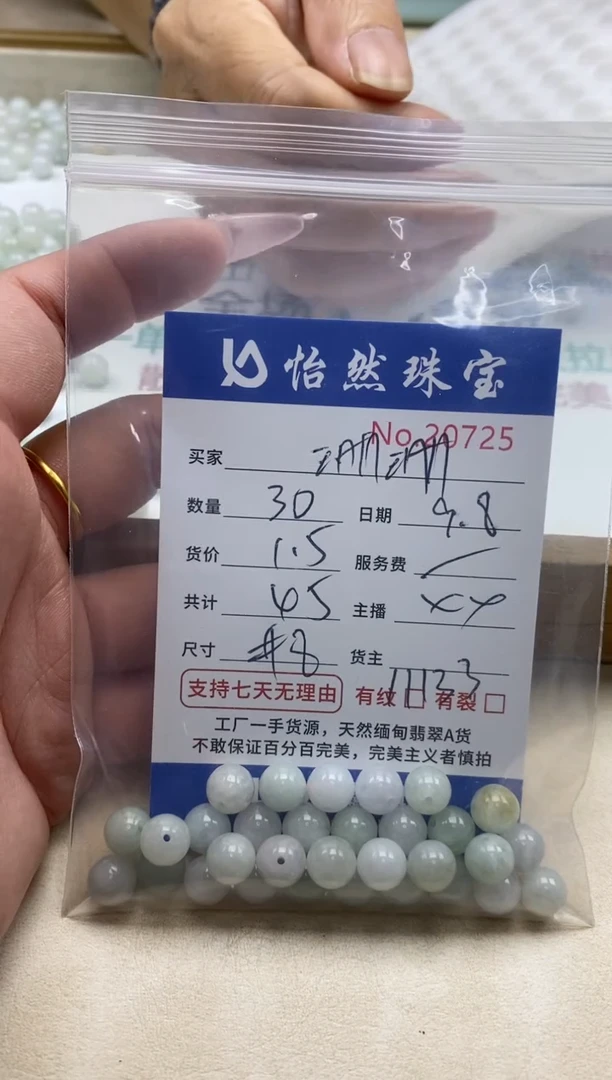 怡然珠宝
No.20725
买家
数量 30 日期 9.8
货价 1.5 服务费
共计 45 主播 XY
尺寸 #8 货主
支持七天无理由 有纹 有裂
工厂一手货源，天然缅甸翡翠A货
不敢保证百分百完美，完美主义者慎拍